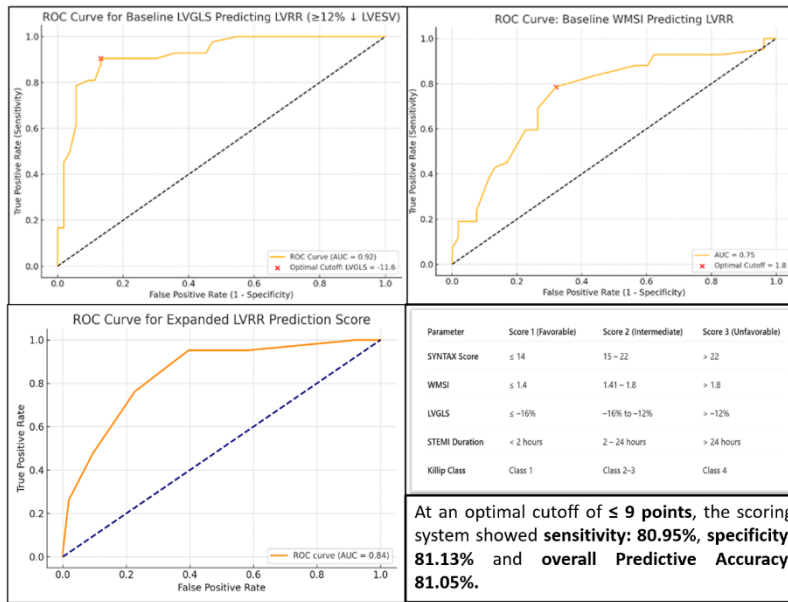 ROC Curve for Baseline LVGLS Predicting LVRR (≥12% ↓ LVESV)
True Positive Rate (Sensitivity)
1.0
0.8
0.6
0.4
0.2
0.0
0.0 0.2 0.4 0.6 0.8 1.0
False Positive Rate (1 - Specificity)
ROC Curve (AUC = 0.92)
Optimal Cutoff: LVGLS = -11.6
ROC Curve: Baseline WMSI Predicting LVRR
True Positive Rate (Sensitivity)
1.0
0.8
0.6
0.4
0.2
0.0
0.0 0.2 0.4 0.6 0.8 1.0
False Positive Rate (1 - Specificity)
AUC = 0.75
Optimal Cutoff = 1.8
ROC Curve for Expanded LVRR Prediction Score
True Positive Rate
1.0
0.8
0.6
0.4
0.2
0.0
0.0 0.2 0.4 0.6 0.8 1.0
False Positive Rate
ROC curve (AUC = 0.84)
Parameter Score 1 (Favorable) Score 2 (Intermediate) Score 3 (Unfavorable)
SYNTAX Score ≤ 14 15 – 22 > 22
WMSI ≤ 1.4 1.41 – 1.8 > 1.8
LVGLS ≤ –16% –16% to –12% > –12%
STEMI Duration < 2 hours 2 – 24 hours > 24 hours
Killip Class Class 1 Class 2–3 Class 4
At an optimal cutoff of ≤ 9 points, the scoring
system showed sensitivity: 80.95%, specificity
81.13% and overall Predictive Accuracy
81.05%.